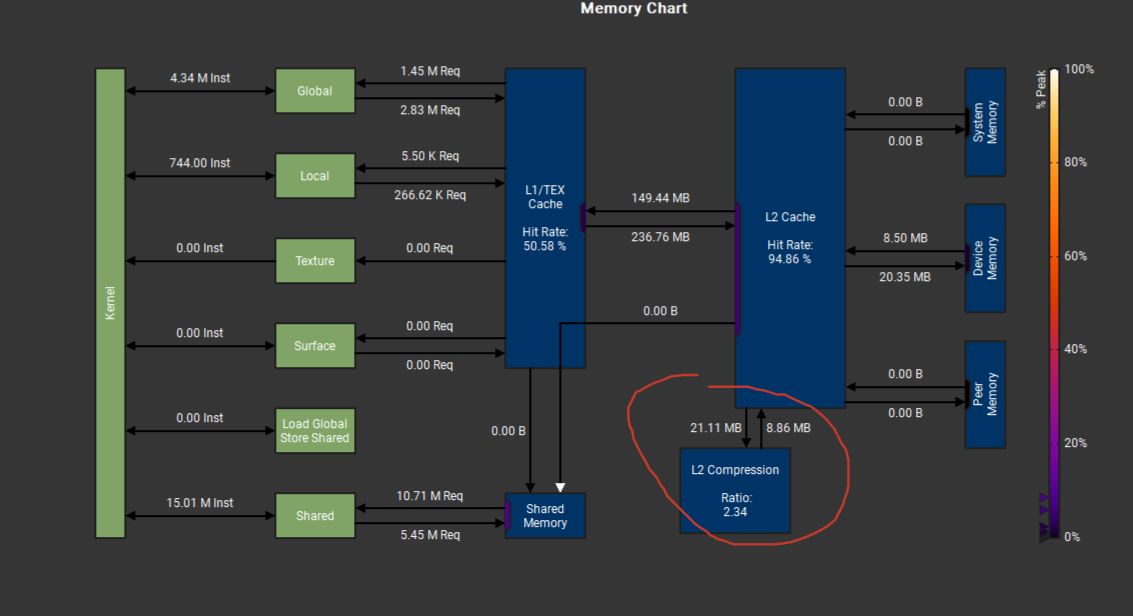 Memory Chart
Kernel
4.34 M Inst
Global
1.45 M Req
2.83 M Req
744.00 Inst
Local
5.50 K Req
266.62 K Req
0.00 Inst
Texture
0.00 Req
0.00 Inst
Surface
0.00 Req
0.00 Req
0.00 Inst
Load Global
Store Shared
15.01 M Inst
Shared
10.71 M Req
5.45 M Req
L1/TEX
Cache
Hit Rate:
50.58 %
0.00 B
Shared
Memory
149.44 MB
236.76 MB
0.00 B
L2 Cache
Hit Rate:
94.86 %
21.11 MB
8.86 MB
L2 Compression
Ratio:
2.34
0.00 B
0.00 B
System
Memory
8.50 MB
20.35 MB
Device
Memory
0.00 B
0.00 B
Peer
Memory
% Peak
100%
80%
60%
40%
20%
0%